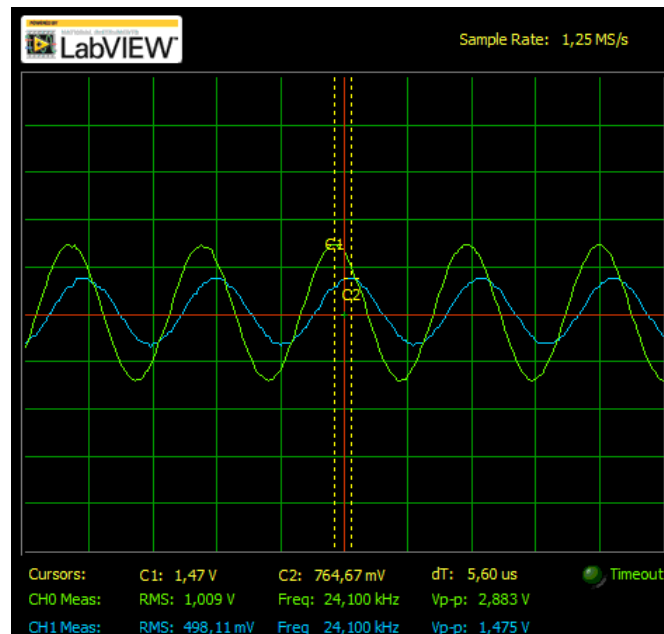 POWERED BY
NATIONAL INSTRUMENTS
LabVIEW™
Sample Rate: 1,25 MS/s
C1
C2
Cursors: C1: 1,47 V C2: 764,67 mV dT: 5,60 us Timeout
CH0 Meas: RMS: 1,009 V Freq: 24,100 kHz Vp-p: 2,883 V
CH1 Meas: RMS: 498,11 mV Freq 24,100 kHz Vp-p: 1,475 V